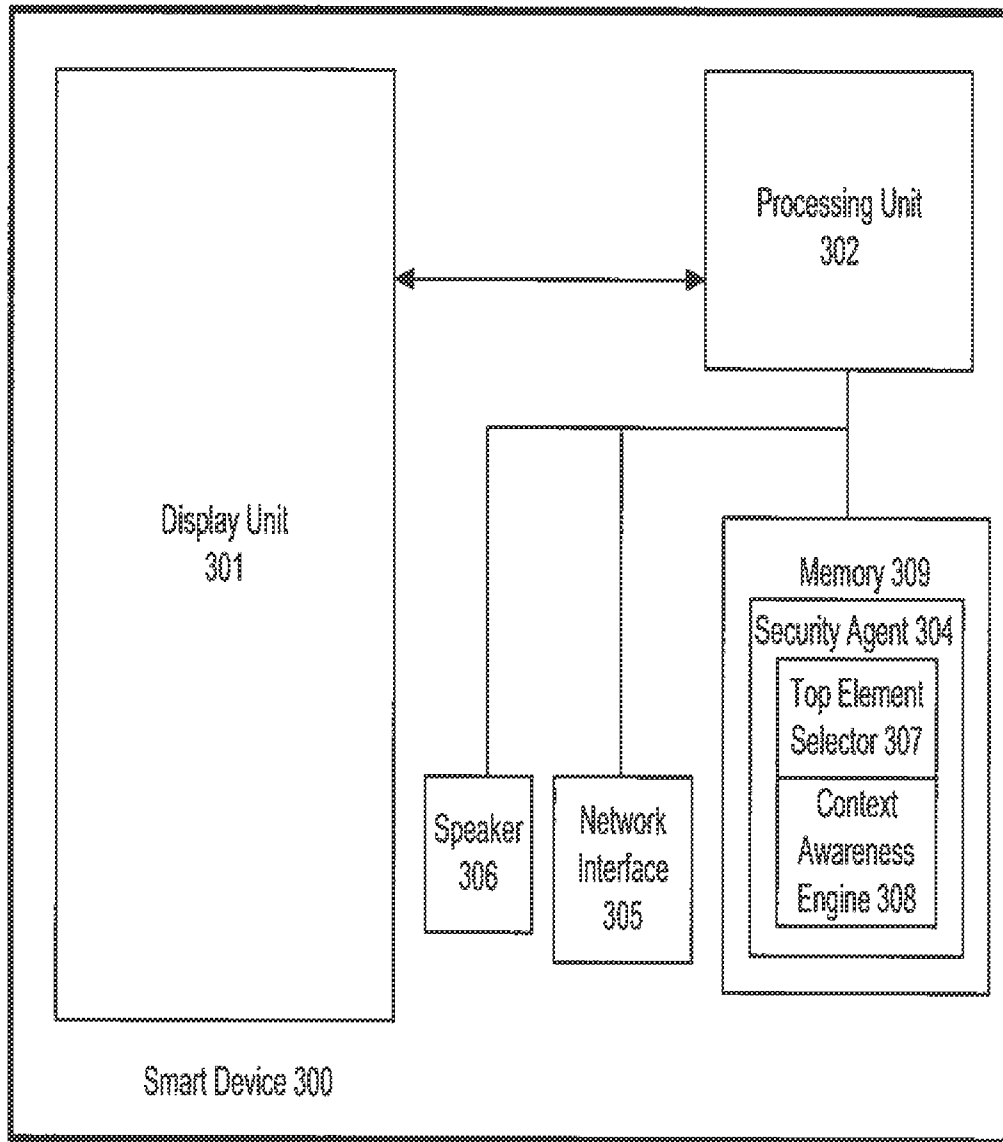 Processing Unit
302
Display Unit
301
Memory 309
Security Agent 304
Top Element
Selector 307
Context
Awareness
Engine 308
Speaker
306
Network
Interface
305
Smart Device 300